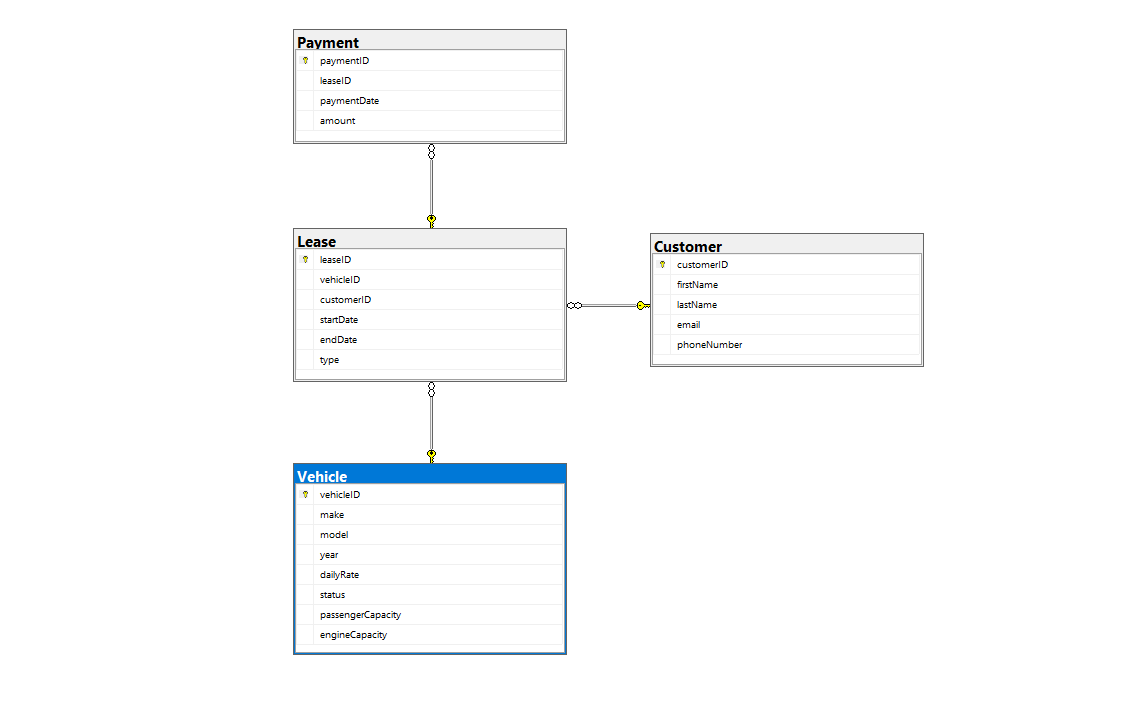 Payment
paymentID
leaseID
paymentDate
amount
Lease
leaseID
vehicleID
customerID
startDate
endDate
type
Customer
customerID
firstName
lastName
email
phoneNumber
Vehicle
vehicleID
make
model
year
dailyRate
status
passengerCapacity
engineCapacity